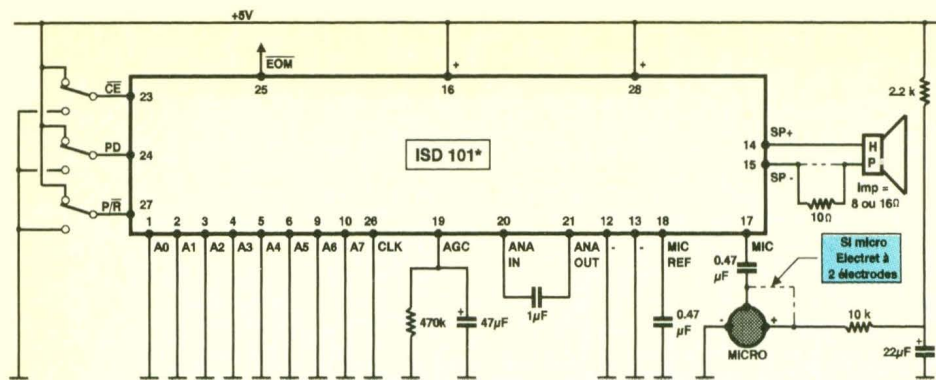 +5V
EOM
+
+
25
16
28
2.2 k
CE
23
PD
24
P/R
27
ISD 101*
14
SP+
15
SP -
H
P
Imp =
8 ou 16Ω
10Ω
1
2
3
4
5
6
9
10
26
19
20
21
12
13
18
17
A0
A1
A2
A3
A4
A5
A6
A7
CLK
AGC
ANA
IN
ANA
OUT
-
-
MIC
REF
MIC
0.47
µF
Si micro
Electret à
2 électrodes
470k
+
47µF
1µF
0.47
µF
-
+
MICRO
10 k
+
22µF